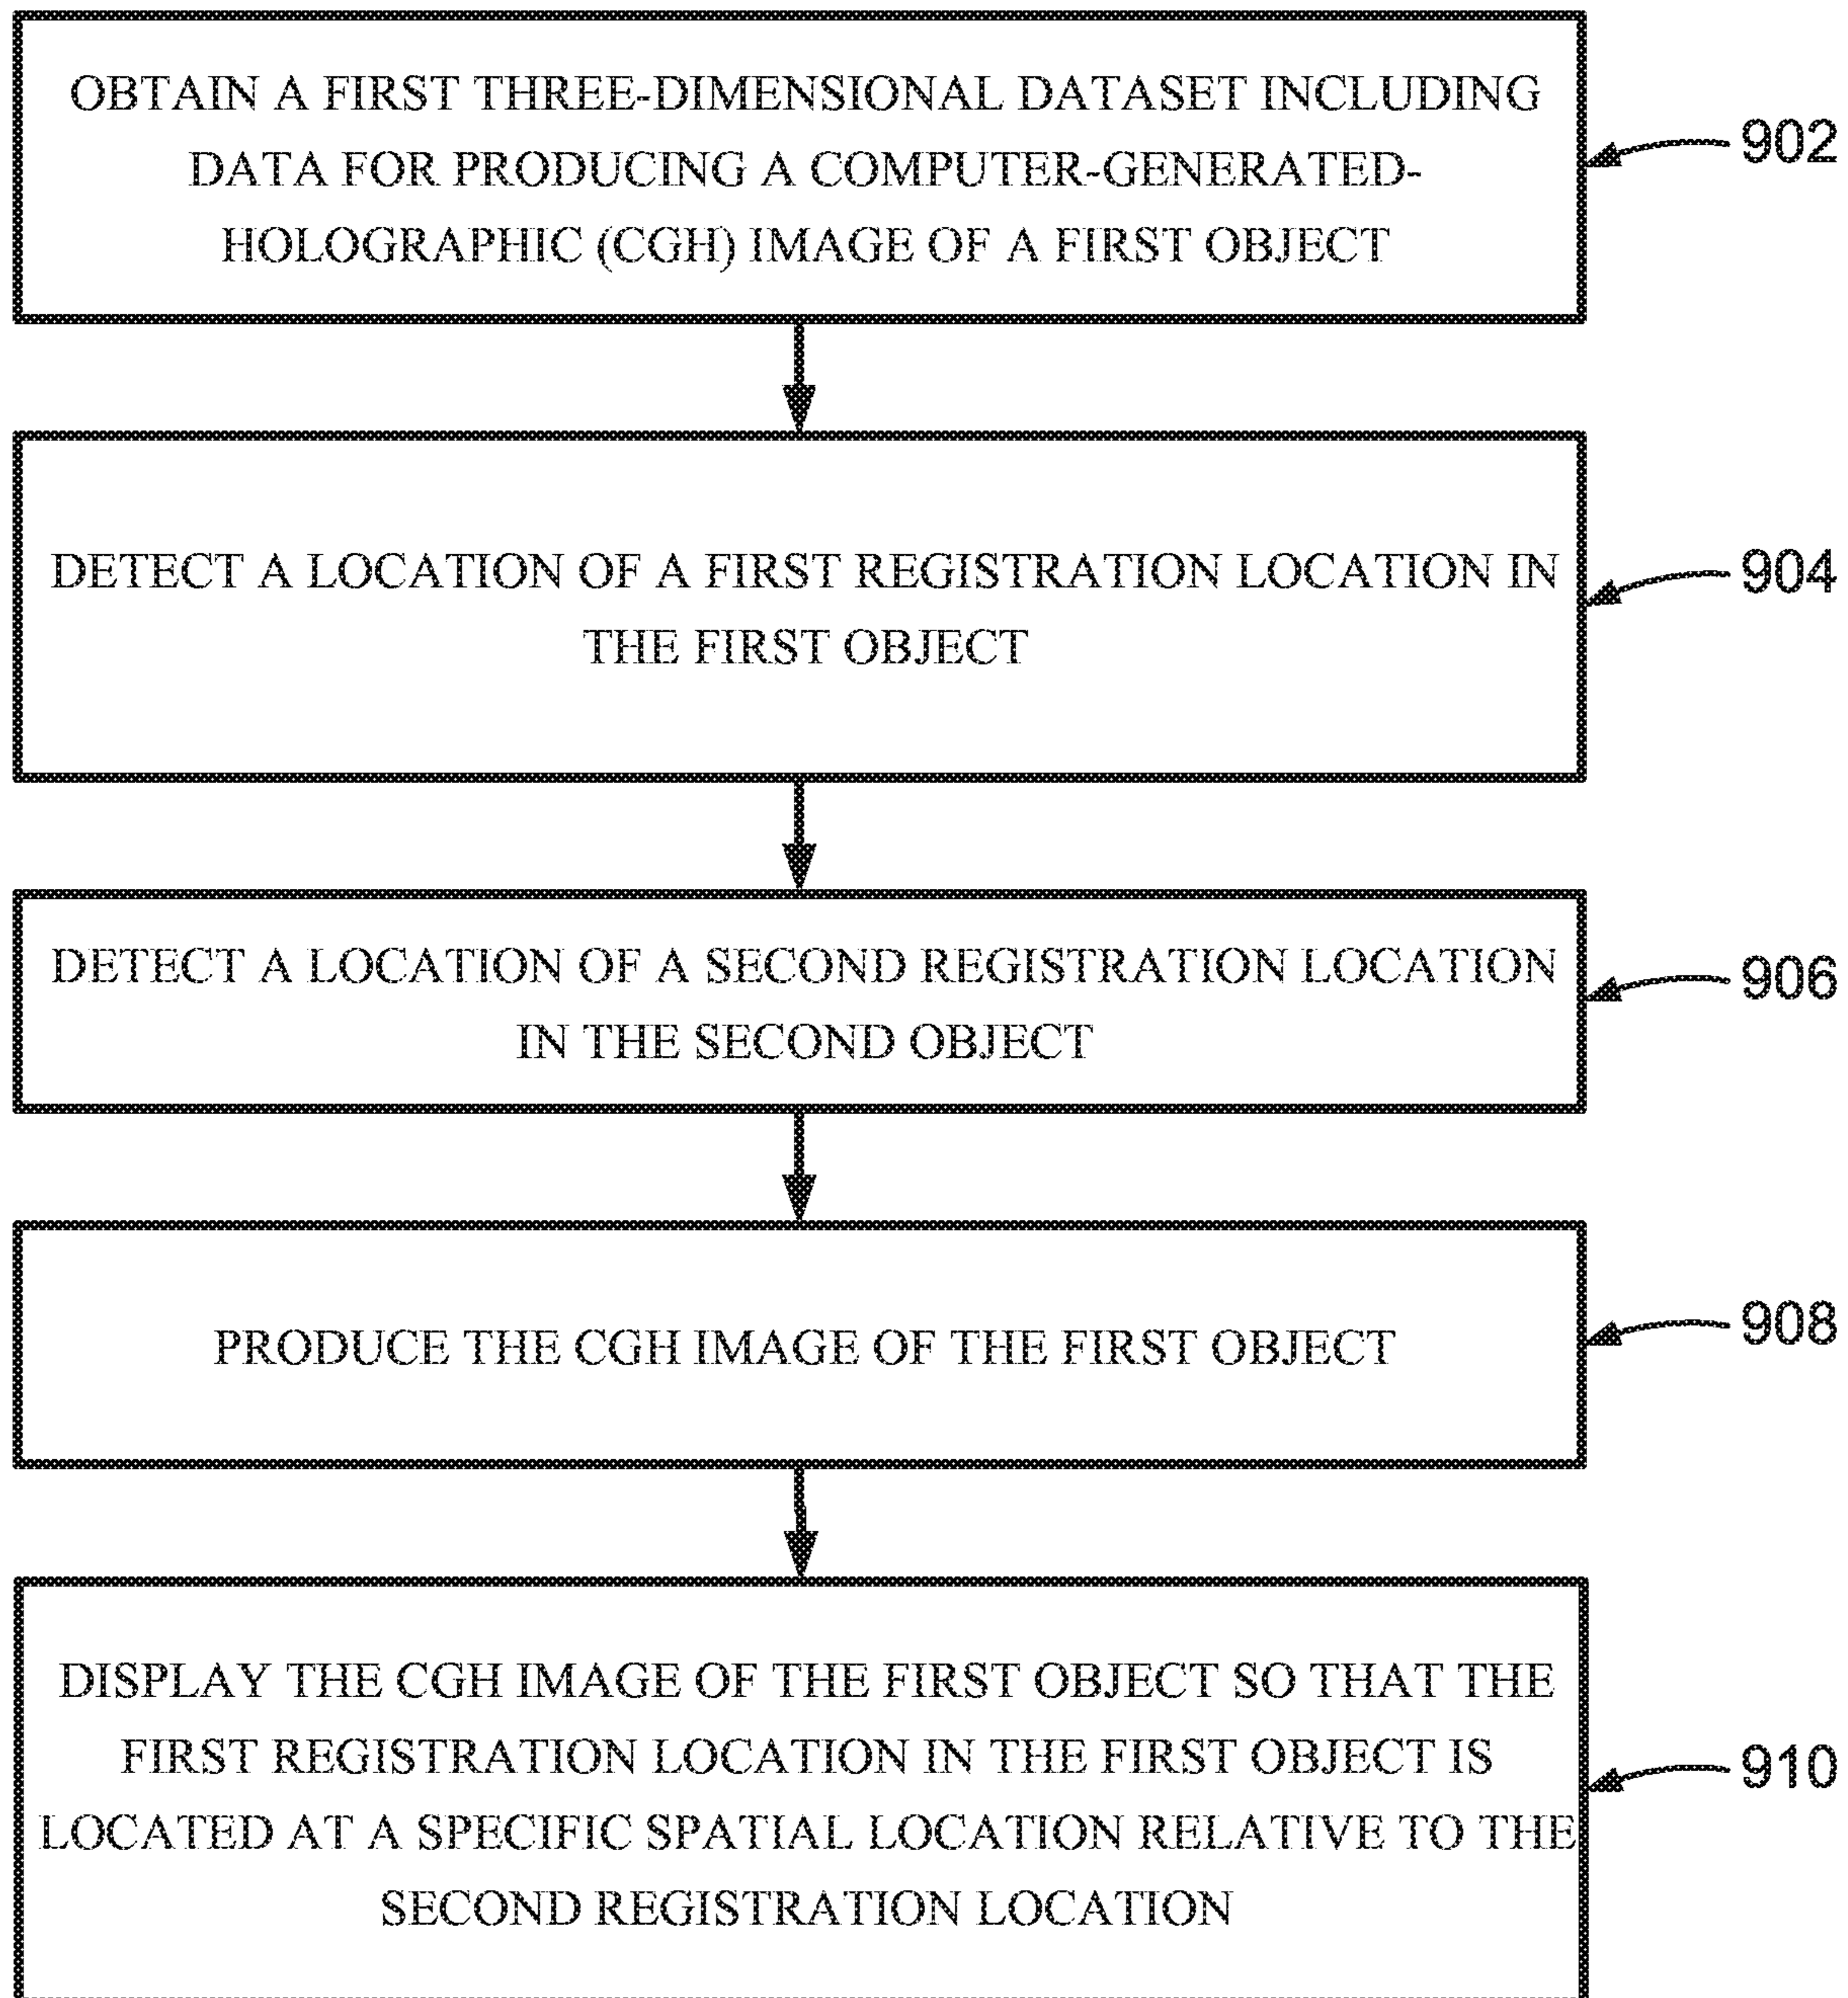 OBTAIN A FIRST THREE-DIMENSIONAL DATASET INCLUDING
DATA FOR PRODUCING A COMPUTER-GENERATED-
HOLOGRAPHIC (CGH) IMAGE OF A FIRST OBJECT
902
DETECT A LOCATION OF A FIRST REGISTRATION LOCATION IN
THE FIRST OBJECT
904
DETECT A LOCATION OF A SECOND REGISTRATION LOCATION
IN THE SECOND OBJECT
906
PRODUCE THE CGH IMAGE OF THE FIRST OBJECT
908
DISPLAY THE CGH IMAGE OF THE FIRST OBJECT SO THAT THE
FIRST REGISTRATION LOCATION IN THE FIRST OBJECT IS
LOCATED AT A SPECIFIC SPATIAL LOCATION RELATIVE TO THE
SECOND REGISTRATION LOCATION
910